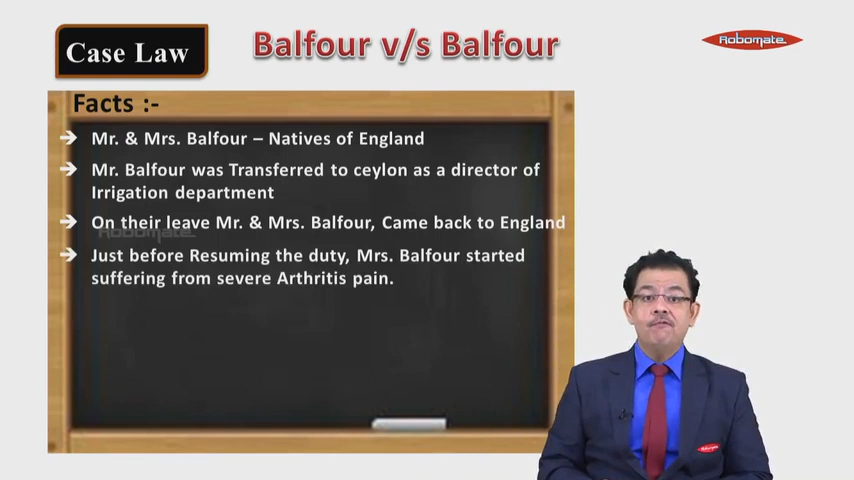 Case Law
Balfour v/s Balfour
Robomate
Facts :-
Mr. & Mrs. Balfour – Natives of England
Mr. Balfour was Transferred to ceylon as a director of
Irrigation department
On their leave Mr. & Mrs. Balfour, Came back to England
Robomate
Just before Resuming the duty, Mrs. Balfour started
suffering from severe Arthritis pain.
Robomate